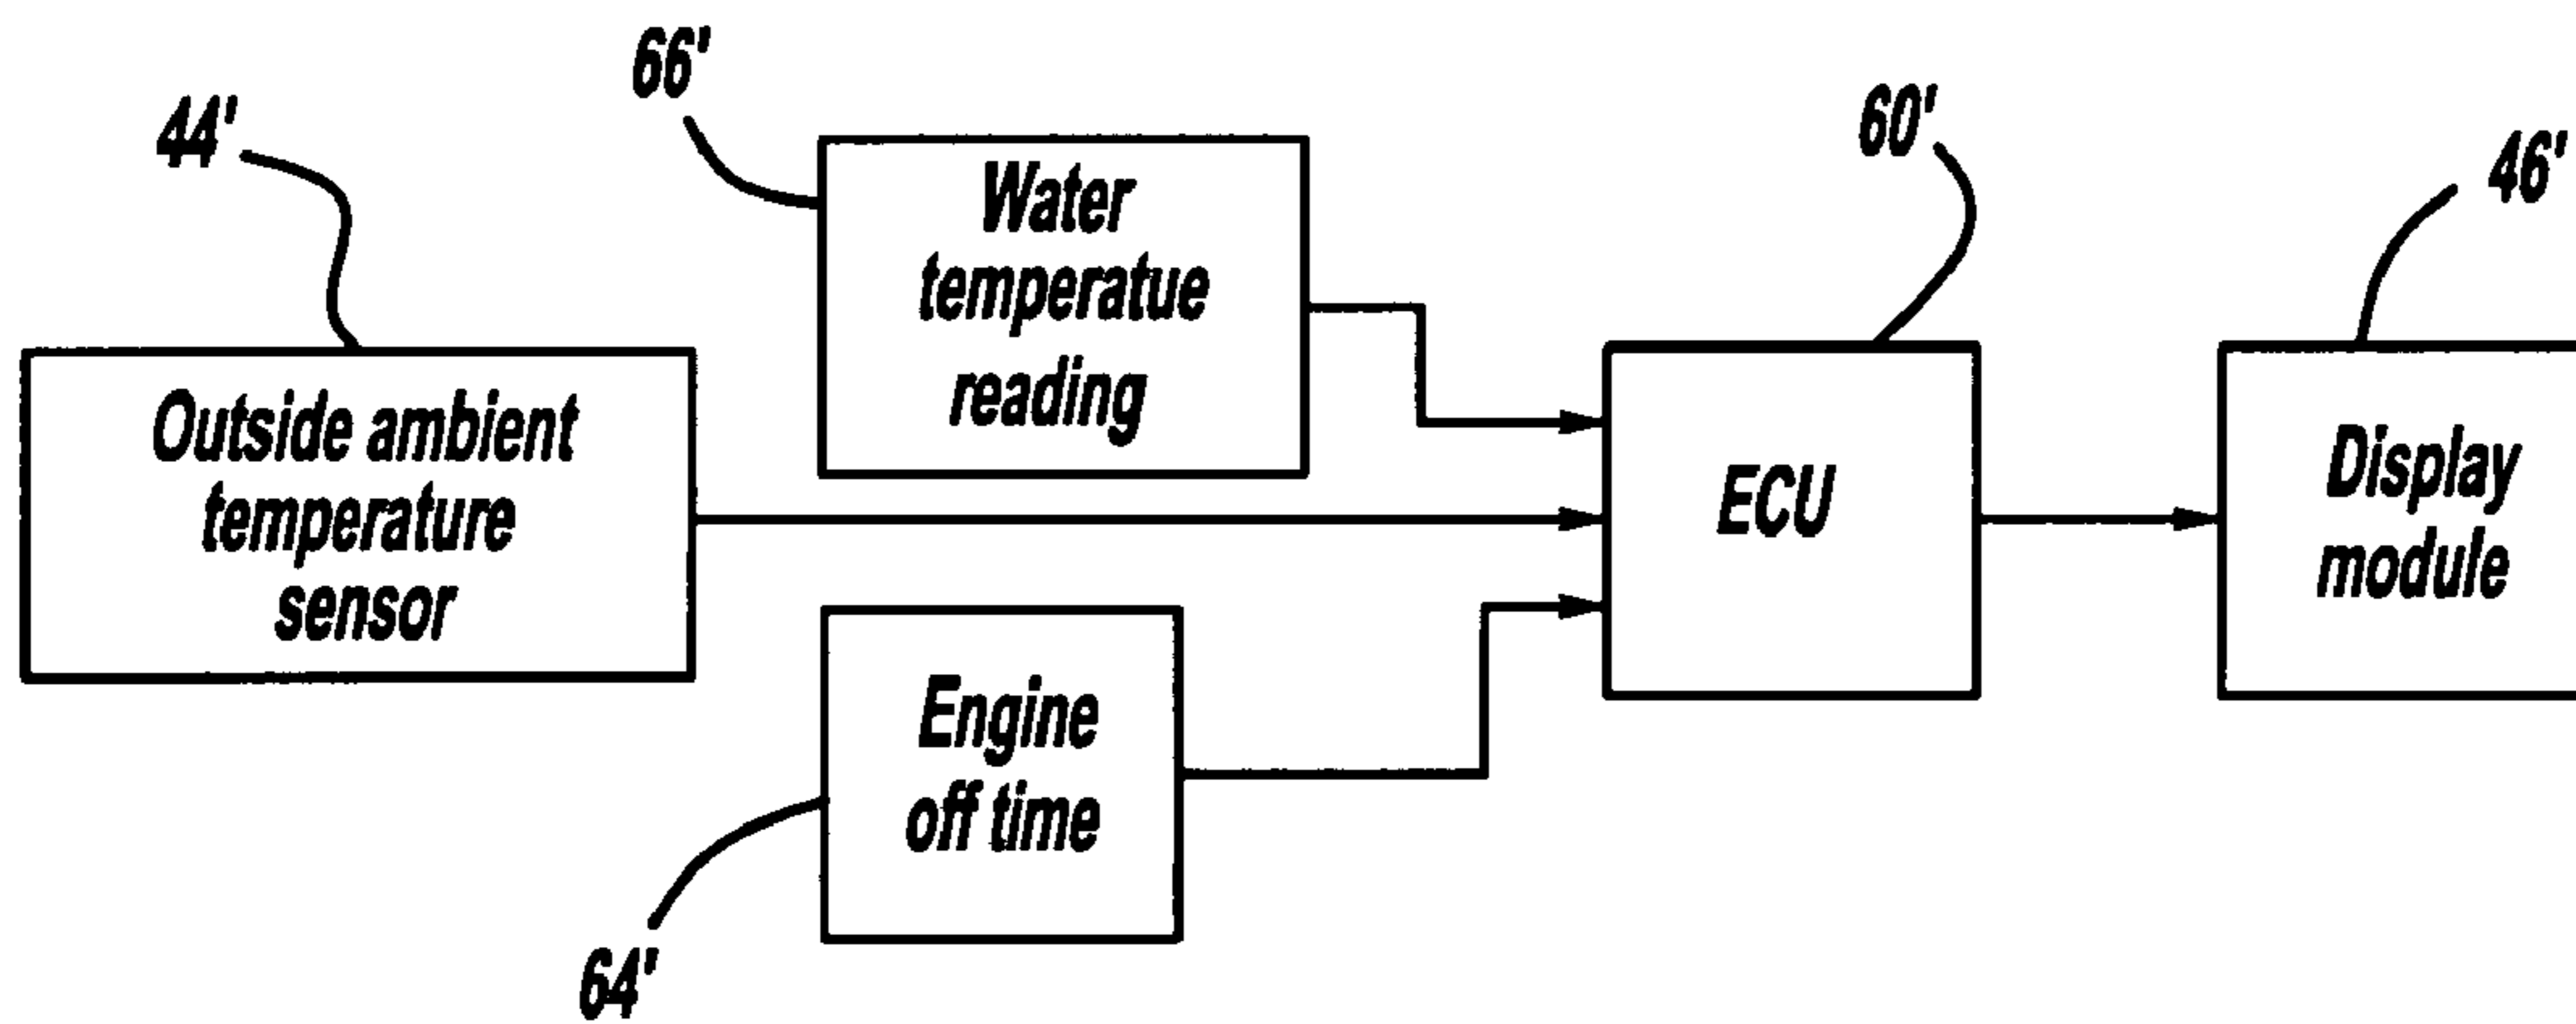 66'
44'
60'
46'
Water
temperatue
reading
Outside ambient
temperature
sensor
ECU
Display
module
Engine
off time
64'